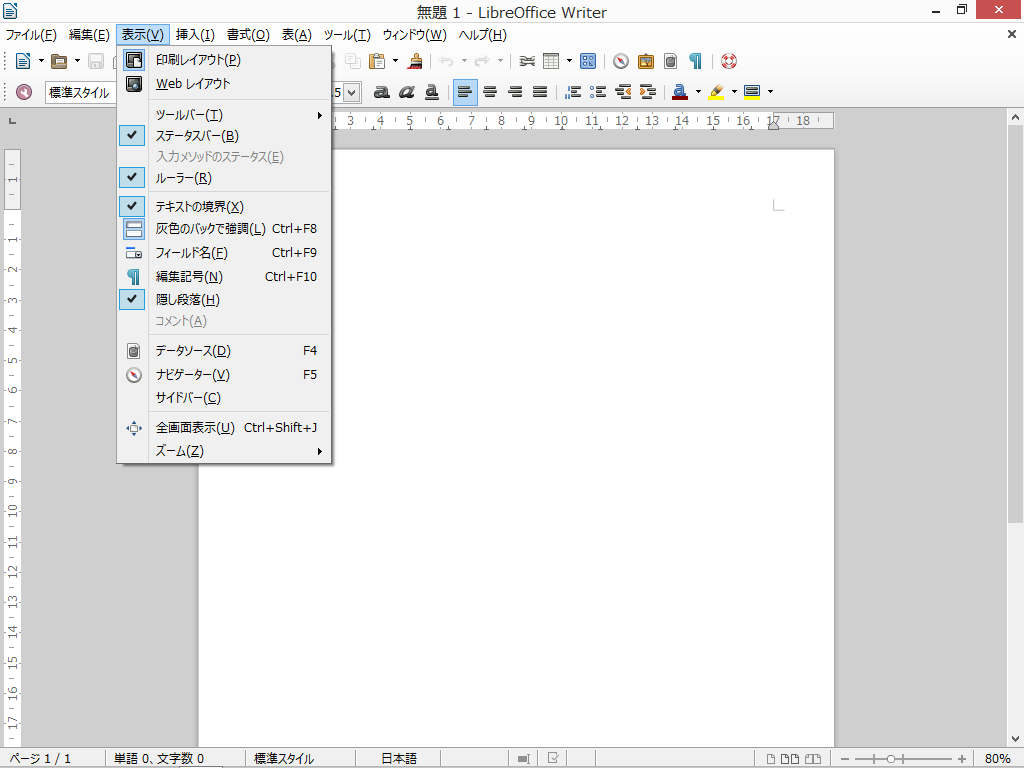 無題 1 - LibreOffice Writer
ファイル(F) 編集(E) 表示(V) 挿入(I) 書式(O) 表(A) ツール(T) ウィンドウ(W) ヘルプ(H)
標準スタイル .5
印刷レイアウト(P)
Web レイアウト
ツールバー(T)
ステータスバー(B)
入力メソッドのステータス(E)
ルーラー(R)
テキストの境界(X)
灰色のバックで強調(L) Ctrl+F8
フィールド名(F) Ctrl+F9
編集記号(N) Ctrl+F10
隠し段落(H)
コメント(A)
データソース(D) F4
ナビゲーター(V) F5
サイドバー(C)
全画面表示(U) Ctrl+Shift+J
ズーム(Z)
3 4 5 6 7 8 9 10 11 12 13 14 15 16 17 18
1
1
2
3
4
5
6
7
8
9
10
11
12
13
14
15
16
17
ページ 1 / 1 単語 0、文字数 0 標準スタイル 日本語 80%